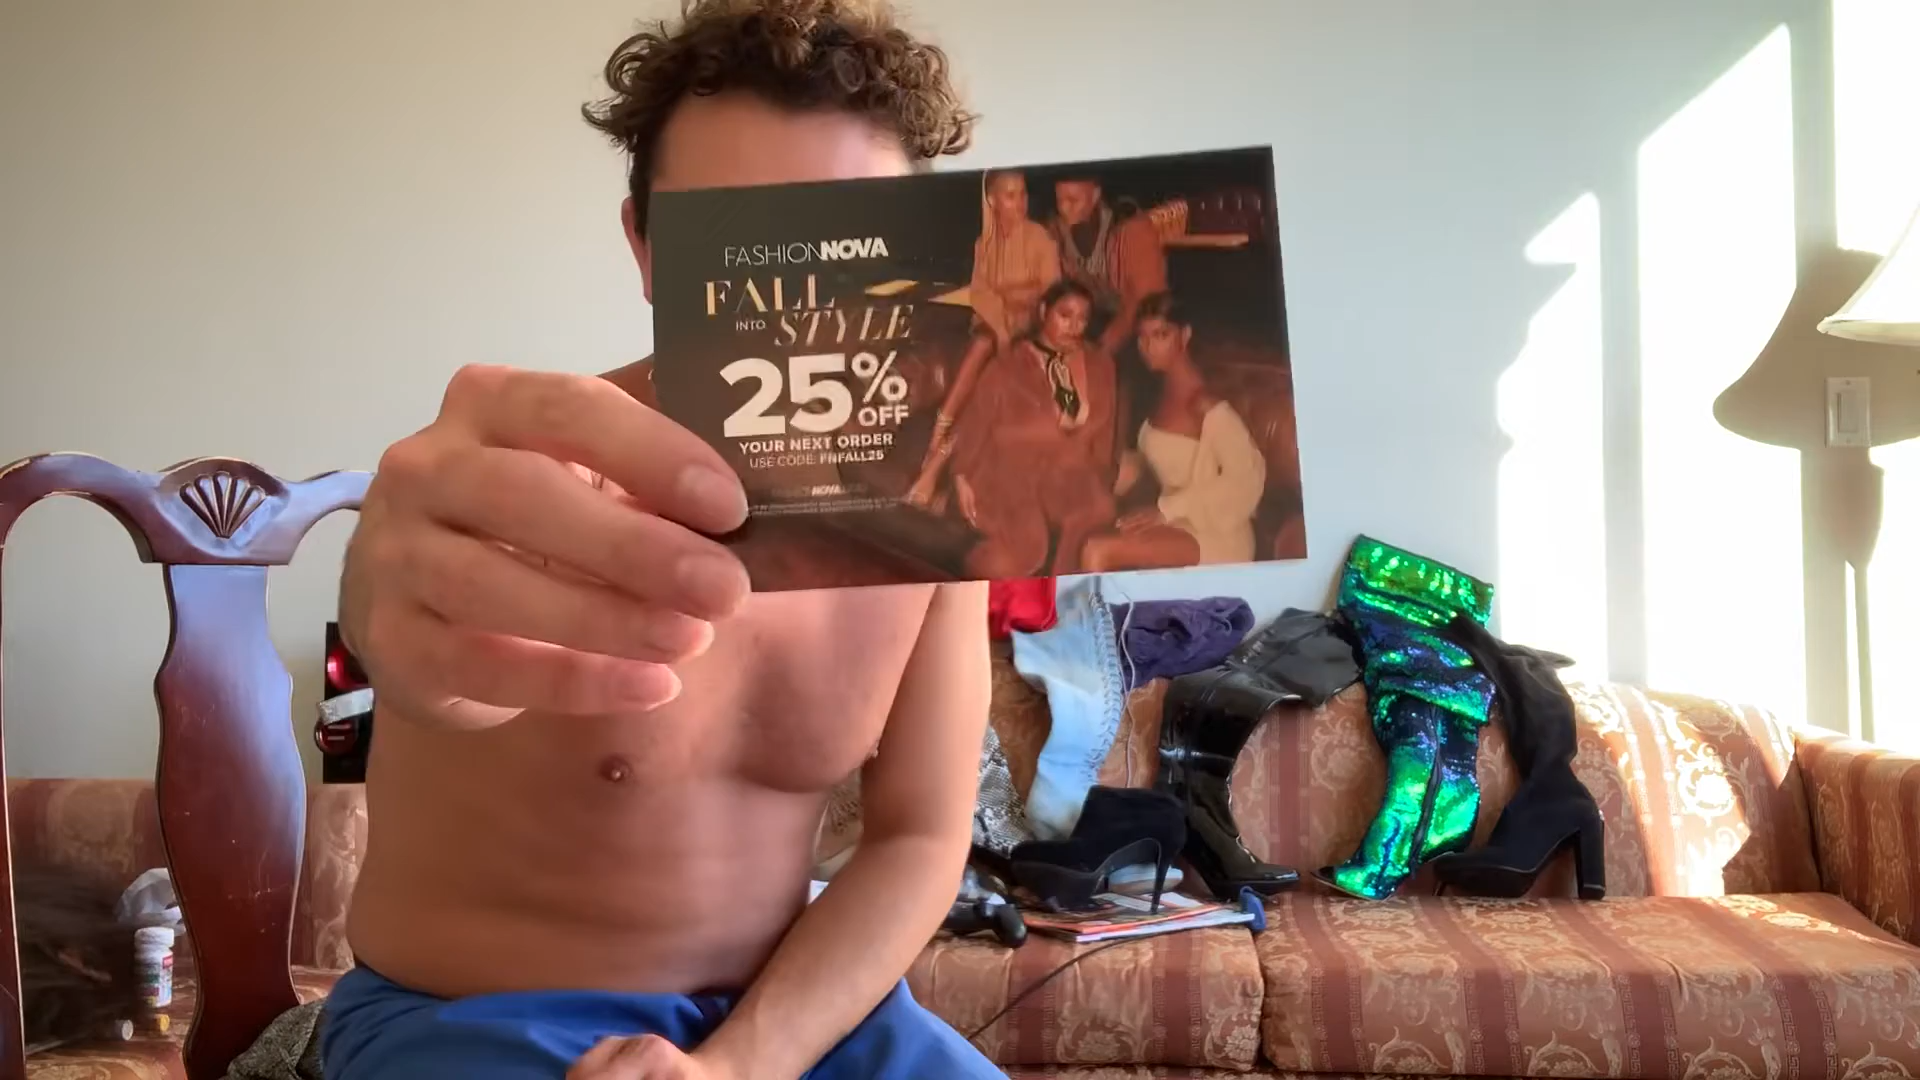 FASHIONNOVA
FALL
INTO STYLE
25%
OFF
YOUR NEXT ORDER
USE CODE: FNFALL25